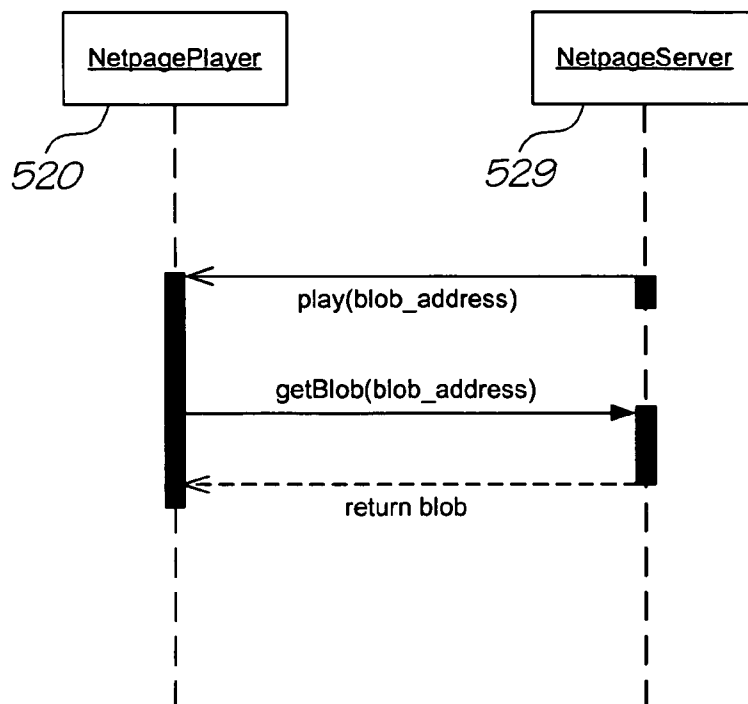 NetpagePlayer
NetpageServer
520
529
play(blob_address)
getBlob(blob_address)
return blob